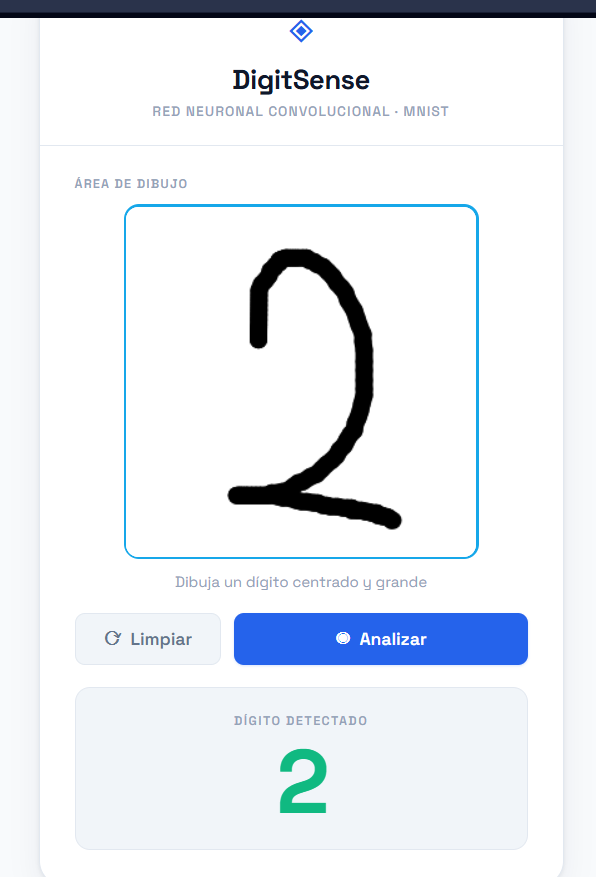 DigitSense
RED NEURONAL CONVOLUCIONAL · MNIST
ÁREA DE DIBUJO
2
Dibuja un dígito centrado y grande
Limpiar
Analizar
DÍGITO DETECTADO
2